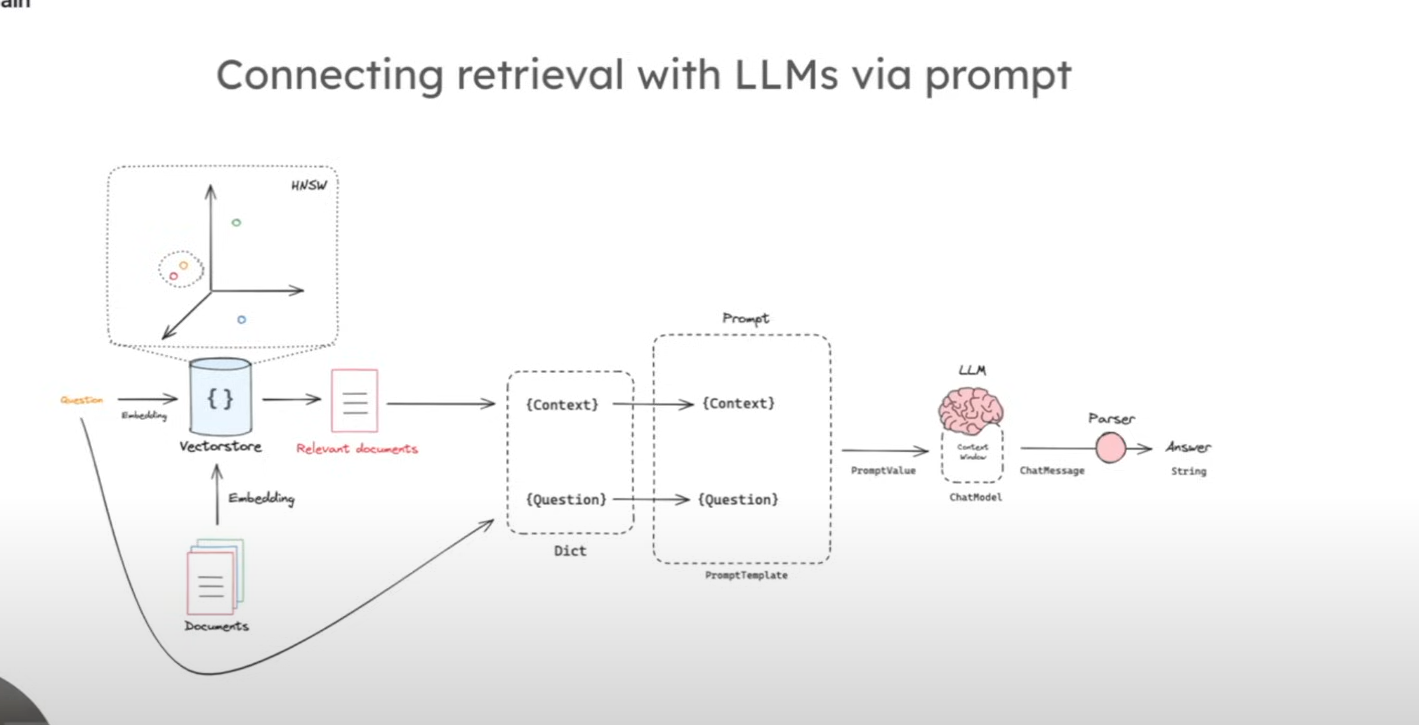 ain
Connecting retrieval with LLMs via prompt
HNSW
Prompt
LLM
Question
Embedding
{}
Vectorstore
Relevant documents
{Context}
{Context}
Context
Window
Parser
Answer
PromptValue
ChatMessage
String
ChatModel
Embedding
{Question}
{Question}
Dict
PromptTemplate
Documents